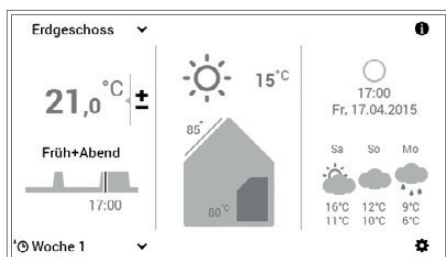 Erdgeschoss
21,0 °C ±
Früh+Abend
17:00
Woche 1
15°C
85°
60°C
17:00
Fr, 17.04.2015
Sa So Mo
16°C 12°C 9°C
11°C 10°C 6°C